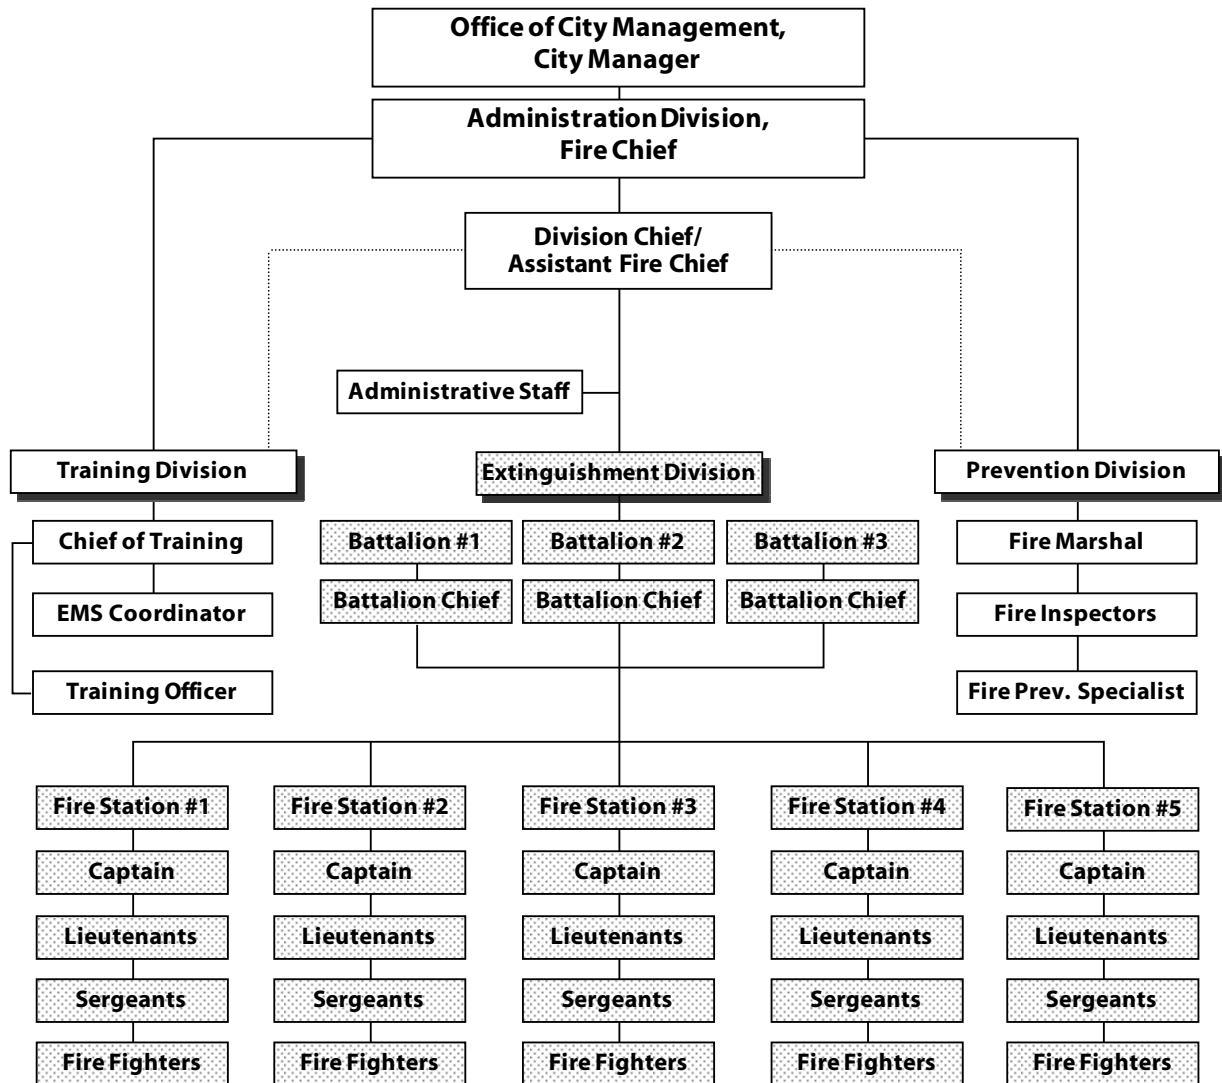 Office of City Management,
City Manager
Administration Division,
Fire Chief
Division Chief/
Assistant Fire Chief
Administrative Staff
Training Division
Extinguishment Division
Prevention Division
Chief of Training
Battalion #1
Battalion #2
Battalion #3
Fire Marshal
EMS Coordinator
Battalion Chief
Battalion Chief
Battalion Chief
Fire Inspectors
Training Officer
Fire Prev. Specialist
Fire Station #1
Fire Station #2
Fire Station #3
Fire Station #4
Fire Station #5
Captain
Captain
Captain
Captain
Captain
Lieutenants
Lieutenants
Lieutenants
Lieutenants
Lieutenants
Sergeants
Sergeants
Sergeants
Sergeants
Sergeants
Fire Fighters
Fire Fighters
Fire Fighters
Fire Fighters
Fire Fighters